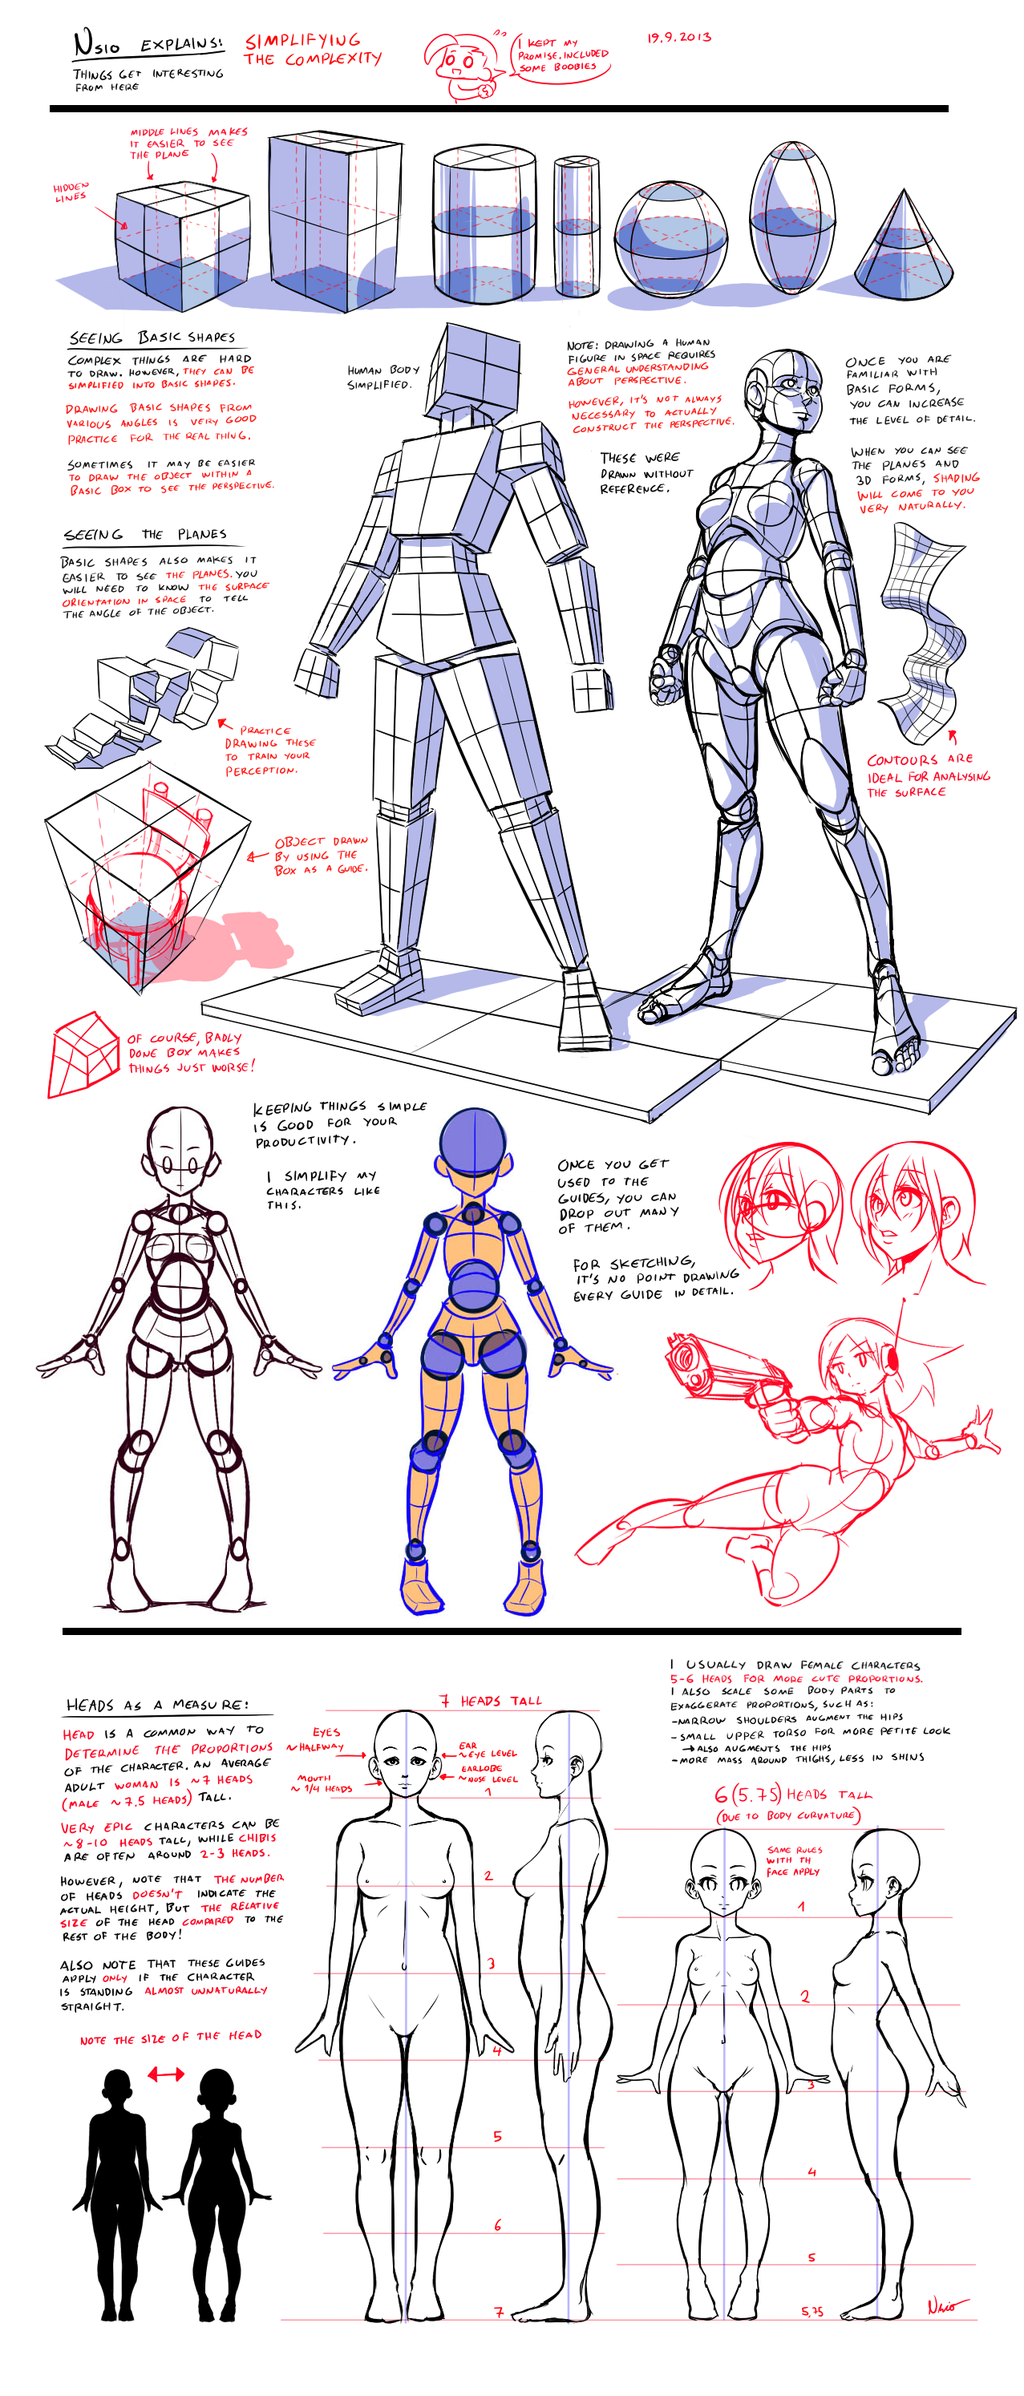 Nsio EXPLAINS:
THINGS GET INTERESTING
FROM HERE
SIMPLIFYING
THE COMPLEXITY
I KEPT MY
PROMISE. INCLUDED
SOME BOOBIES
19.9.2013
MIDDLE LINES MAKES
IT EASIER TO SEE
THE PLANE
HIDDEN
LINES
SEEING BASIC SHAPES
COMPLEX THINGS ARE HARD
TO DRAW. HOWEVER, THEY CAN BE
SIMPLIFIED INTO BASIC SHAPES.
DRAWING BASIC SHAPES FROM
VARIOUS ANGLES IS VERY GOOD
PRACTICE FOR THE REAL THING.
SOMETIMES IT MAY BE EASIER
TO DRAW THE OBJECT WITHIN A
BASIC BOX TO SEE THE PERSPECTIVE.
HUMAN BODY
SIMPLIFIED.
NOTE: DRAWING A HUMAN
FIGURE IN SPACE REQUIRES
GENERAL UNDERSTANDING
ABOUT PERSPECTIVE.
HOWEVER, IT'S NOT ALWAYS
NECESSARY TO ACTUALLY
CONSTRUCT THE PERSPECTIVE.
THESE WERE
DRAWN WITHOUT
REFERENCE.
ONCE YOU ARE
FAMILIAR WITH
BASIC FORMS,
YOU CAN INCREASE
THE LEVEL OF DETAIL.
WHEN YOU CAN SEE
THE PLANES AND
3D FORMS, SHADING
WILL COME TO YOU
VERY NATURALLY.
SEEING THE PLANES
BASIC SHAPES ALSO MAKES IT
EASIER TO SEE THE PLANES. YOU
WILL NEED TO KNOW THE SURFACE
ORIENTATION IN SPACE TO TELL
THE ANGLE OF THE OBJECT.
PRACTICE
DRAWING THESE
TO TRAIN YOUR
PERCEPTION.
CONTOURS ARE
IDEAL FOR ANALYSING
THE SURFACE
OBJECT DRAWN
BY USING THE
BOX AS A GUIDE.
OF COURSE, BADLY
DONE BOX MAKES
THINGS JUST WORSE!
KEEPING THINGS SIMPLE
IS GOOD FOR YOUR
PRODUCTIVITY.
I SIMPLIFY MY
CHARACTERS LIKE
THIS.
ONCE YOU GET
USED TO THE
GUIDES, YOU CAN
DROP OUT MANY
OF THEM.
FOR SKETCHING,
IT'S NO POINT DRAWING
EVERY GUIDE IN DETAIL.
HEADS AS A MEASURE:
HEAD IS A COMMON WAY TO
DETERMINE THE PROPORTIONS
OF THE CHARACTER. AN AVERAGE
ADULT WOMAN IS ~7 HEADS
(MALE ~7.5 HEADS) TALL.
VERY EPIC CHARACTERS CAN BE
~8-10 HEADS TALL, WHILE CHIBIS
ARE OFTEN AROUND 2-3 HEADS.
HOWEVER, NOTE THAT THE NUMBER
OF HEADS DOESN'T INDICATE THE
ACTUAL HEIGHT, BUT THE RELATIVE
SIZE OF THE HEAD COMPARED TO THE
REST OF THE BODY!
ALSO NOTE THAT THESE GUIDES
APPLY ONLY IF THE CHARACTER
IS STANDING ALMOST UNNATURALLY
STRAIGHT.
NOTE THE SIZE OF THE HEAD
7 HEADS TALL
EYES
~HALFWAY
MOUTH
~ 1/4 HEADS
EAR
~EYE LEVEL
EARLOBE
~NOSE LEVEL
1
2
3
4
5
6
7
I USUALLY DRAW FEMALE CHARACTERS
5-6 HEADS FOR MORE CUTE PROPORTIONS.
I ALSO SCALE SOME BODY PARTS TO
EXAGGERATE PROPORTIONS, SUCH AS:
-NARROW SHOULDERS AUGMENT THE HIPS
-SMALL UPPER TORSO FOR MORE PETITE LOOK
→ALSO AUGMENTS THE HIPS
-MORE MASS AROUND THIGHS, LESS IN SHINS
6 (5.75) HEADS TALL
(DUE TO BODY CURVATURE)
SAME RULES
WITH TH
FACE APPLY
1
2
3
4
5
5,75
Nsio